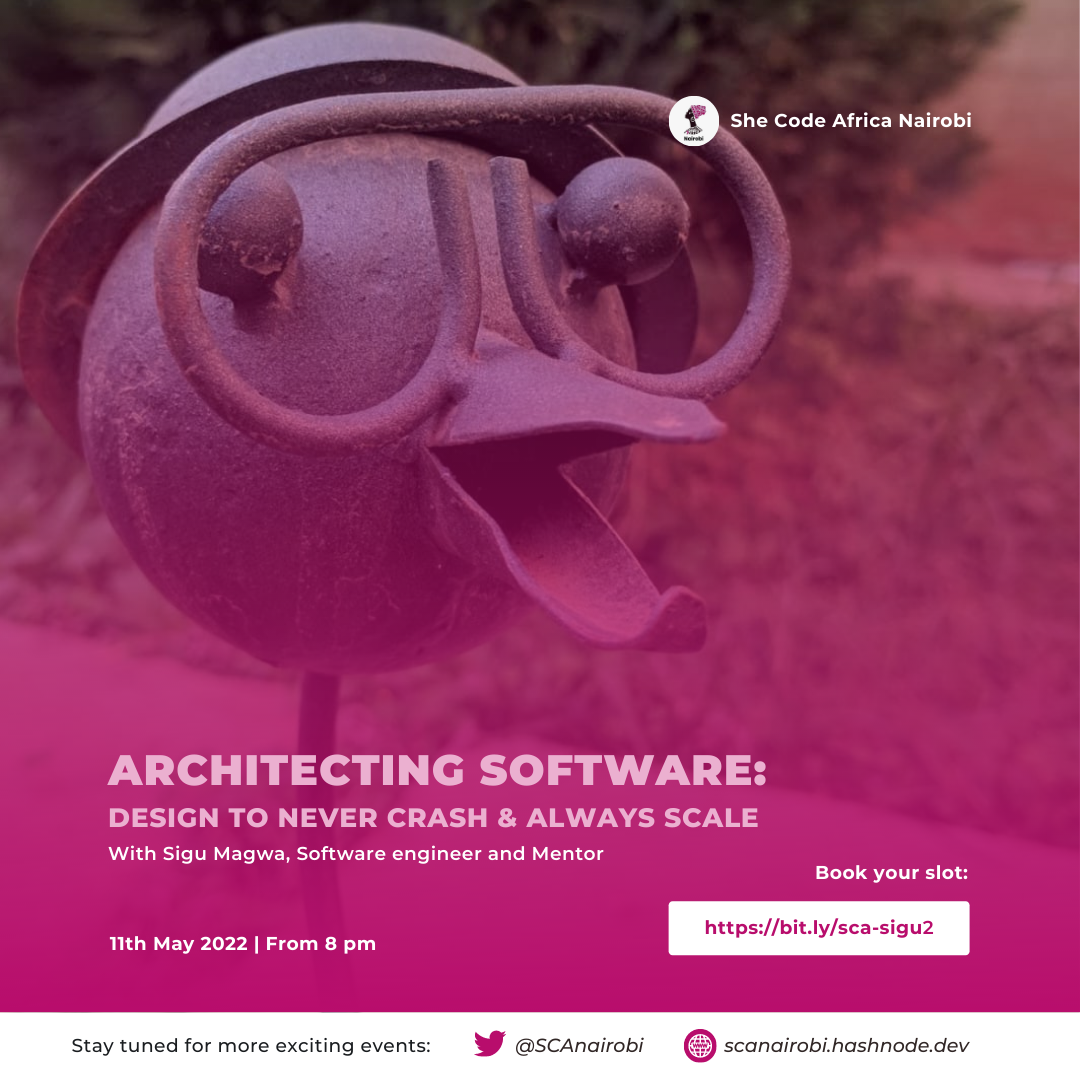 Nairobi
She Code Africa Nairobi
ARCHITECTING SOFTWARE:
DESIGN TO NEVER CRASH & ALWAYS SCALE
With Sigu Magwa, Software engineer and Mentor
Book your slot:
https://bit.ly/sca-sigu2
11th May 2022 | From 8 pm
Stay tuned for more exciting events: @SCAnairobi scanairobi.hashnode.dev